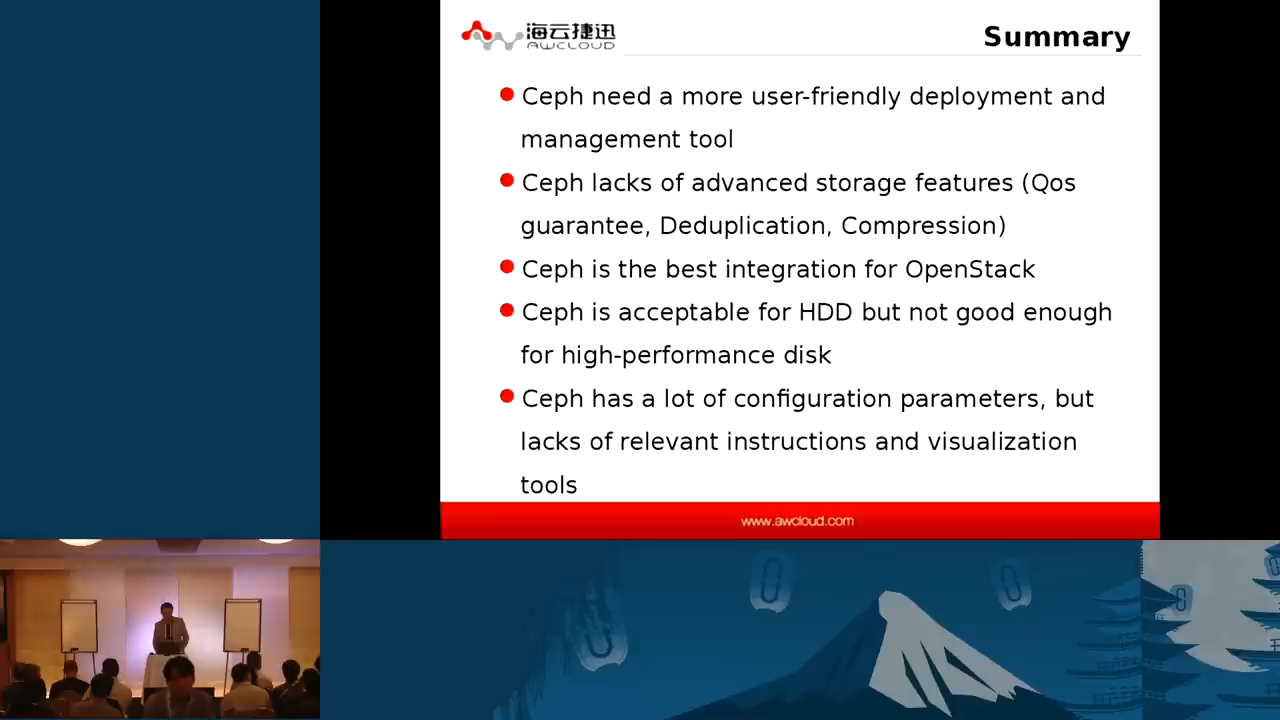 海云捷迅
AWCLOUD
Summary
Ceph need a more user-friendly deployment and
management tool
Ceph lacks of advanced storage features (Qos
guarantee, Deduplication, Compression)
Ceph is the best integration for OpenStack
Ceph is acceptable for HDD but not good enough
for high-performance disk
Ceph has a lot of configuration parameters, but
lacks of relevant instructions and visualization
tools
www.awcloud.com